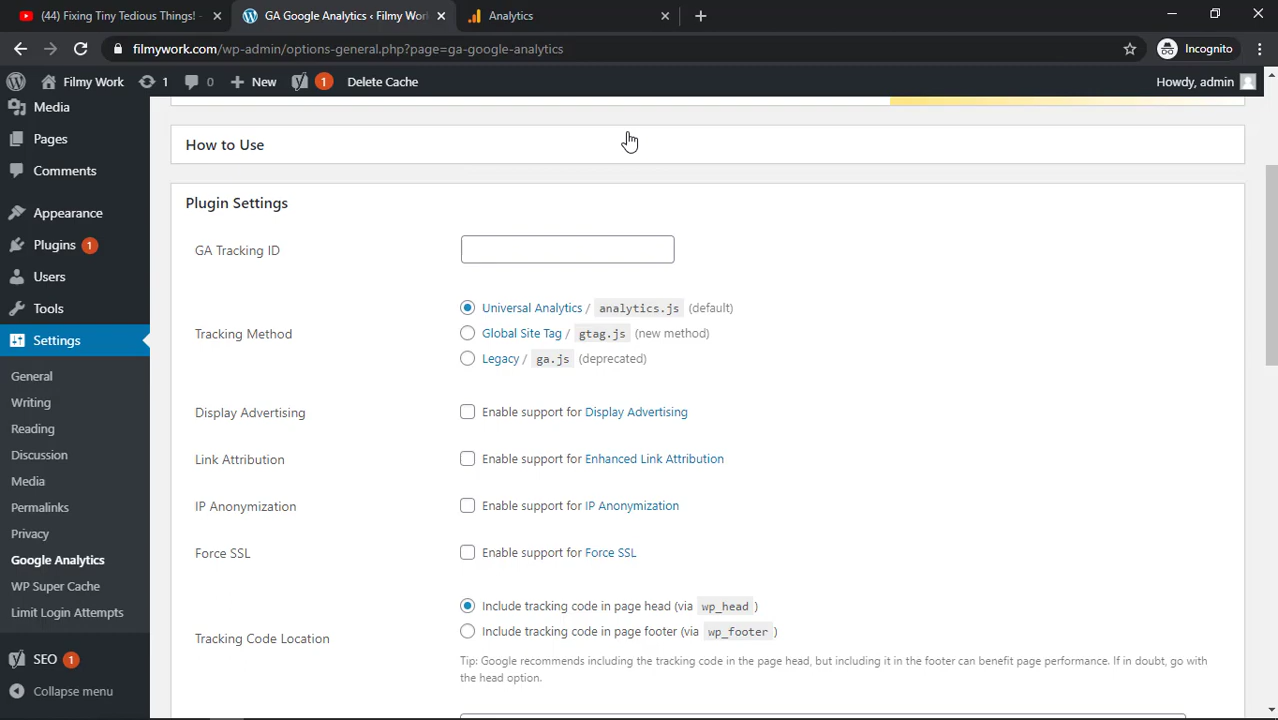 (44) Fixing Tiny Tedious Things! -
GA Google Analytics ‹ Filmy Work
Analytics
filmywork.com/wp-admin/options-general.php?page=ga-google-analytics
Incognito
Filmy Work
1
0
New
1
Delete Cache
Howdy, admin
Media
Pages
Comments
Appearance
Plugins 1
Users
Tools
Settings
General
Writing
Reading
Discussion
Media
Permalinks
Privacy
Google Analytics
WP Super Cache
Limit Login Attempts
SEO 1
Collapse menu
How to Use
Plugin Settings
GA Tracking ID
Tracking Method
Universal Analytics / analytics.js (default)
Global Site Tag / gtag.js (new method)
Legacy / ga.js (deprecated)
Display Advertising
Enable support for Display Advertising
Link Attribution
Enable support for Enhanced Link Attribution
IP Anonymization
Enable support for IP Anonymization
Force SSL
Enable support for Force SSL
Tracking Code Location
Include tracking code in page head (via wp_head )
Include tracking code in page footer (via wp_footer )
Tip: Google recommends including the tracking code in the page head, but including it in the footer can benefit page performance. If in doubt, go with
the head option.